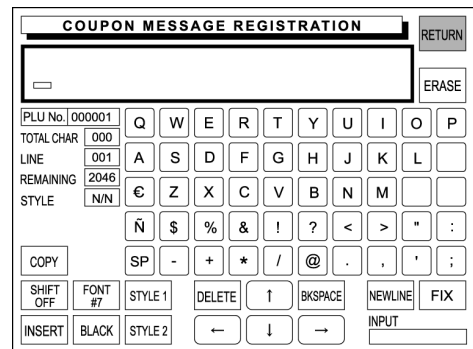 COUPON MESSAGE REGISTRATION
RETURN
ERASE
PLU No. 000001
TOTAL CHAR 000
LINE 001
REMAINING 2046
STYLE N/N
Q W E R T Y U I O P
A S D F G H J K L
€ Z X C V B N M
Ñ $ % & ! ? < > " :
COPY SP - + * / @ . , ' ;
SHIFT OFF FONT #7 STYLE 1 DELETE ↑ BKSPACE NEWLINE FIX
INSERT BLACK STYLE 2 ← ↓ → INPUT